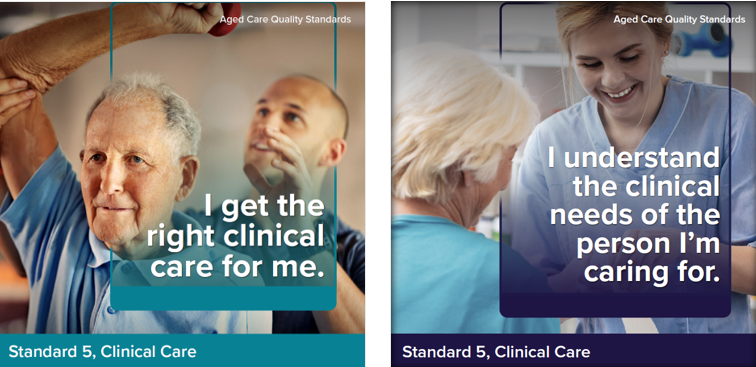 Aged Care Quality Standards
I get the
right clinical
care for me.
Standard 5, Clinical Care
Aged Care Quality Standards
I understand
the clinical
needs of the
person I’m
caring for.
Standard 5, Clinical Care